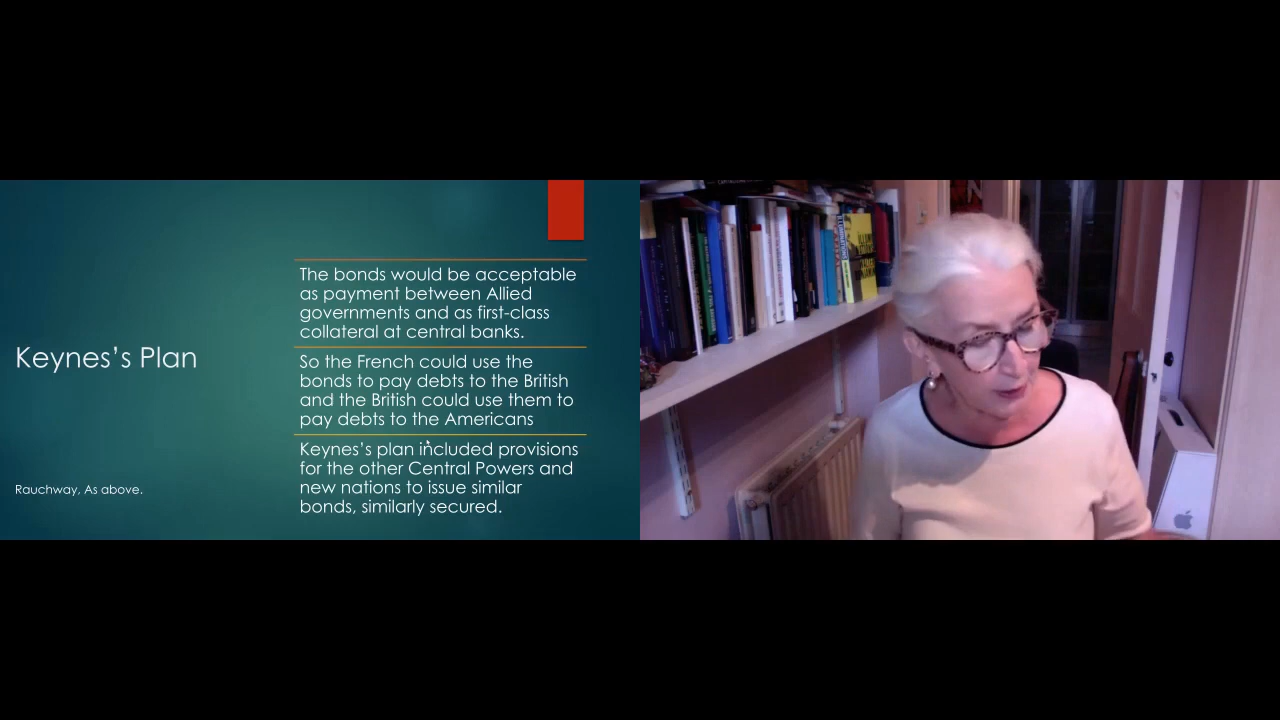 The bonds would be acceptable
as payment between Allied
governments and as first-class
collateral at central banks.
Keynes's Plan
So the French could use the
bonds to pay debts to the British
and the British could use them to
pay debts to the Americans
Keynes's plan included provisions
for the other Central Powers and
new nations to issue similar
bonds, similarly secured.
Rauchway, As above.